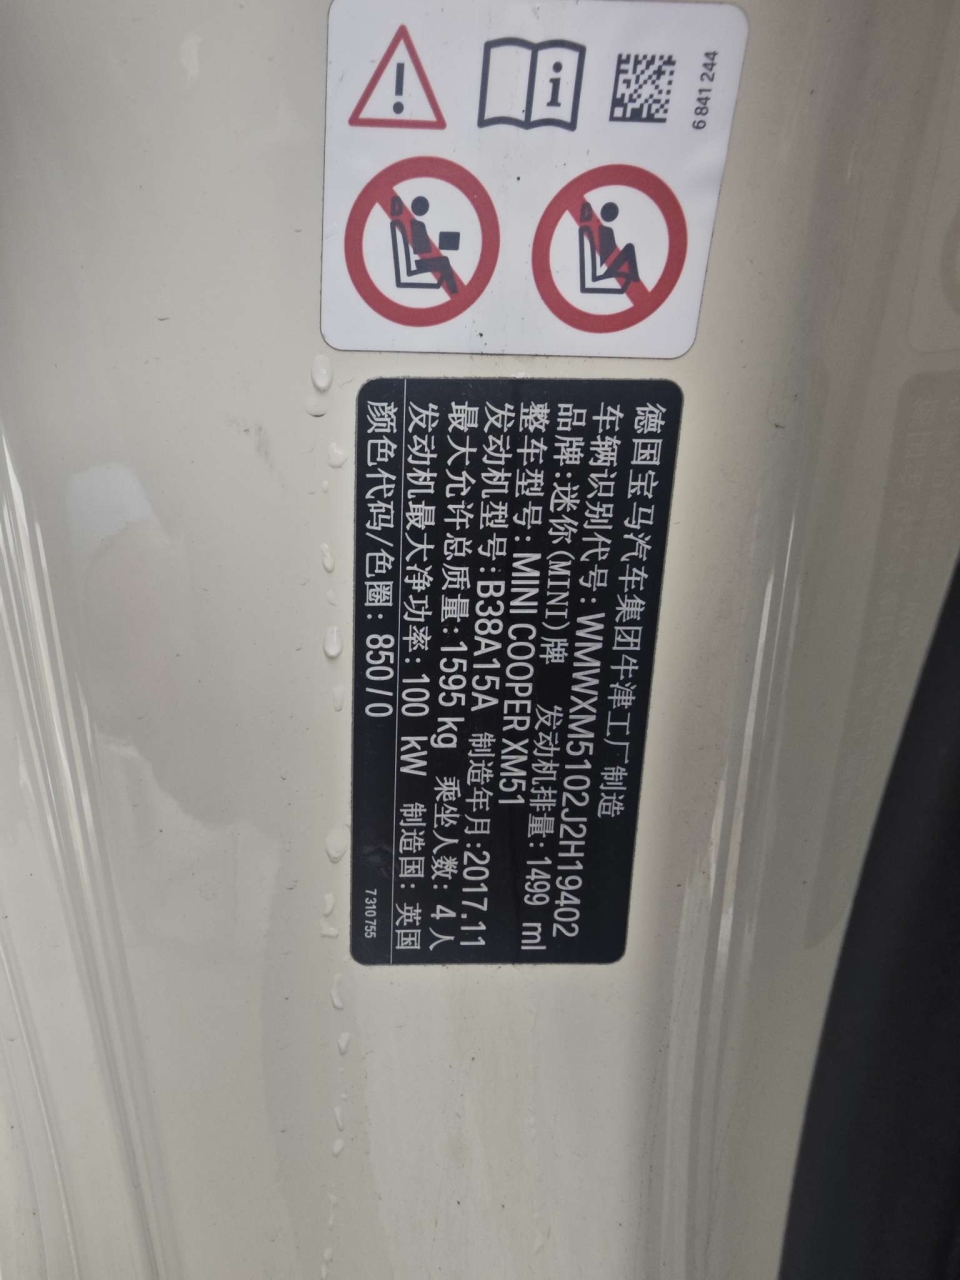 6 841 244
德国宝马汽车集团牛津工厂制造
车辆识别代号: WMWXM5102J2H19402
品牌:迷你(MINI)牌 发动机排量: 1499 ml
整车型号: MINI COOPER XM51
发动机型号: B38A15A 制造年月:2017.11
最大允许总质量: 1595 kg 乘坐人数: 4 人
发动机最大净功率: 100 kW 制造国: 英国
颜色代码/色圈: 850/0
7310 755